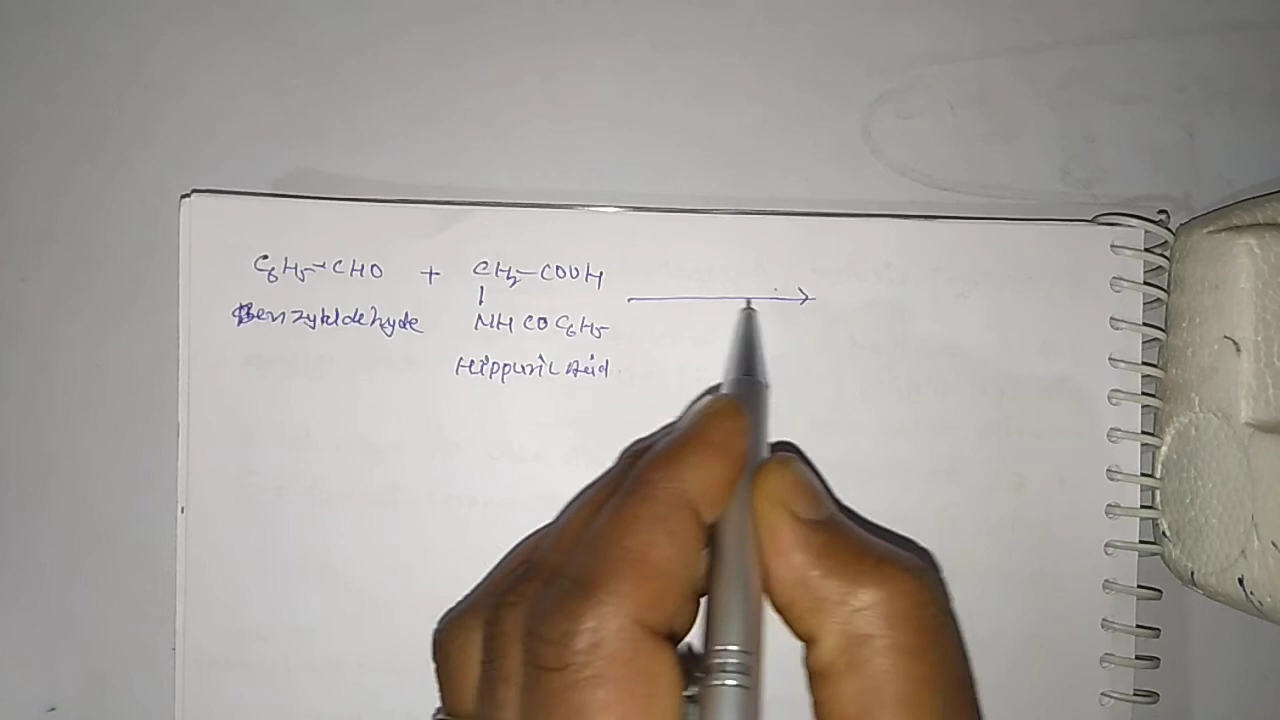 C6H5-CHO + CH2-COOH
|
NHCOC6H5
Benzyldehyde
Hippuric Acid